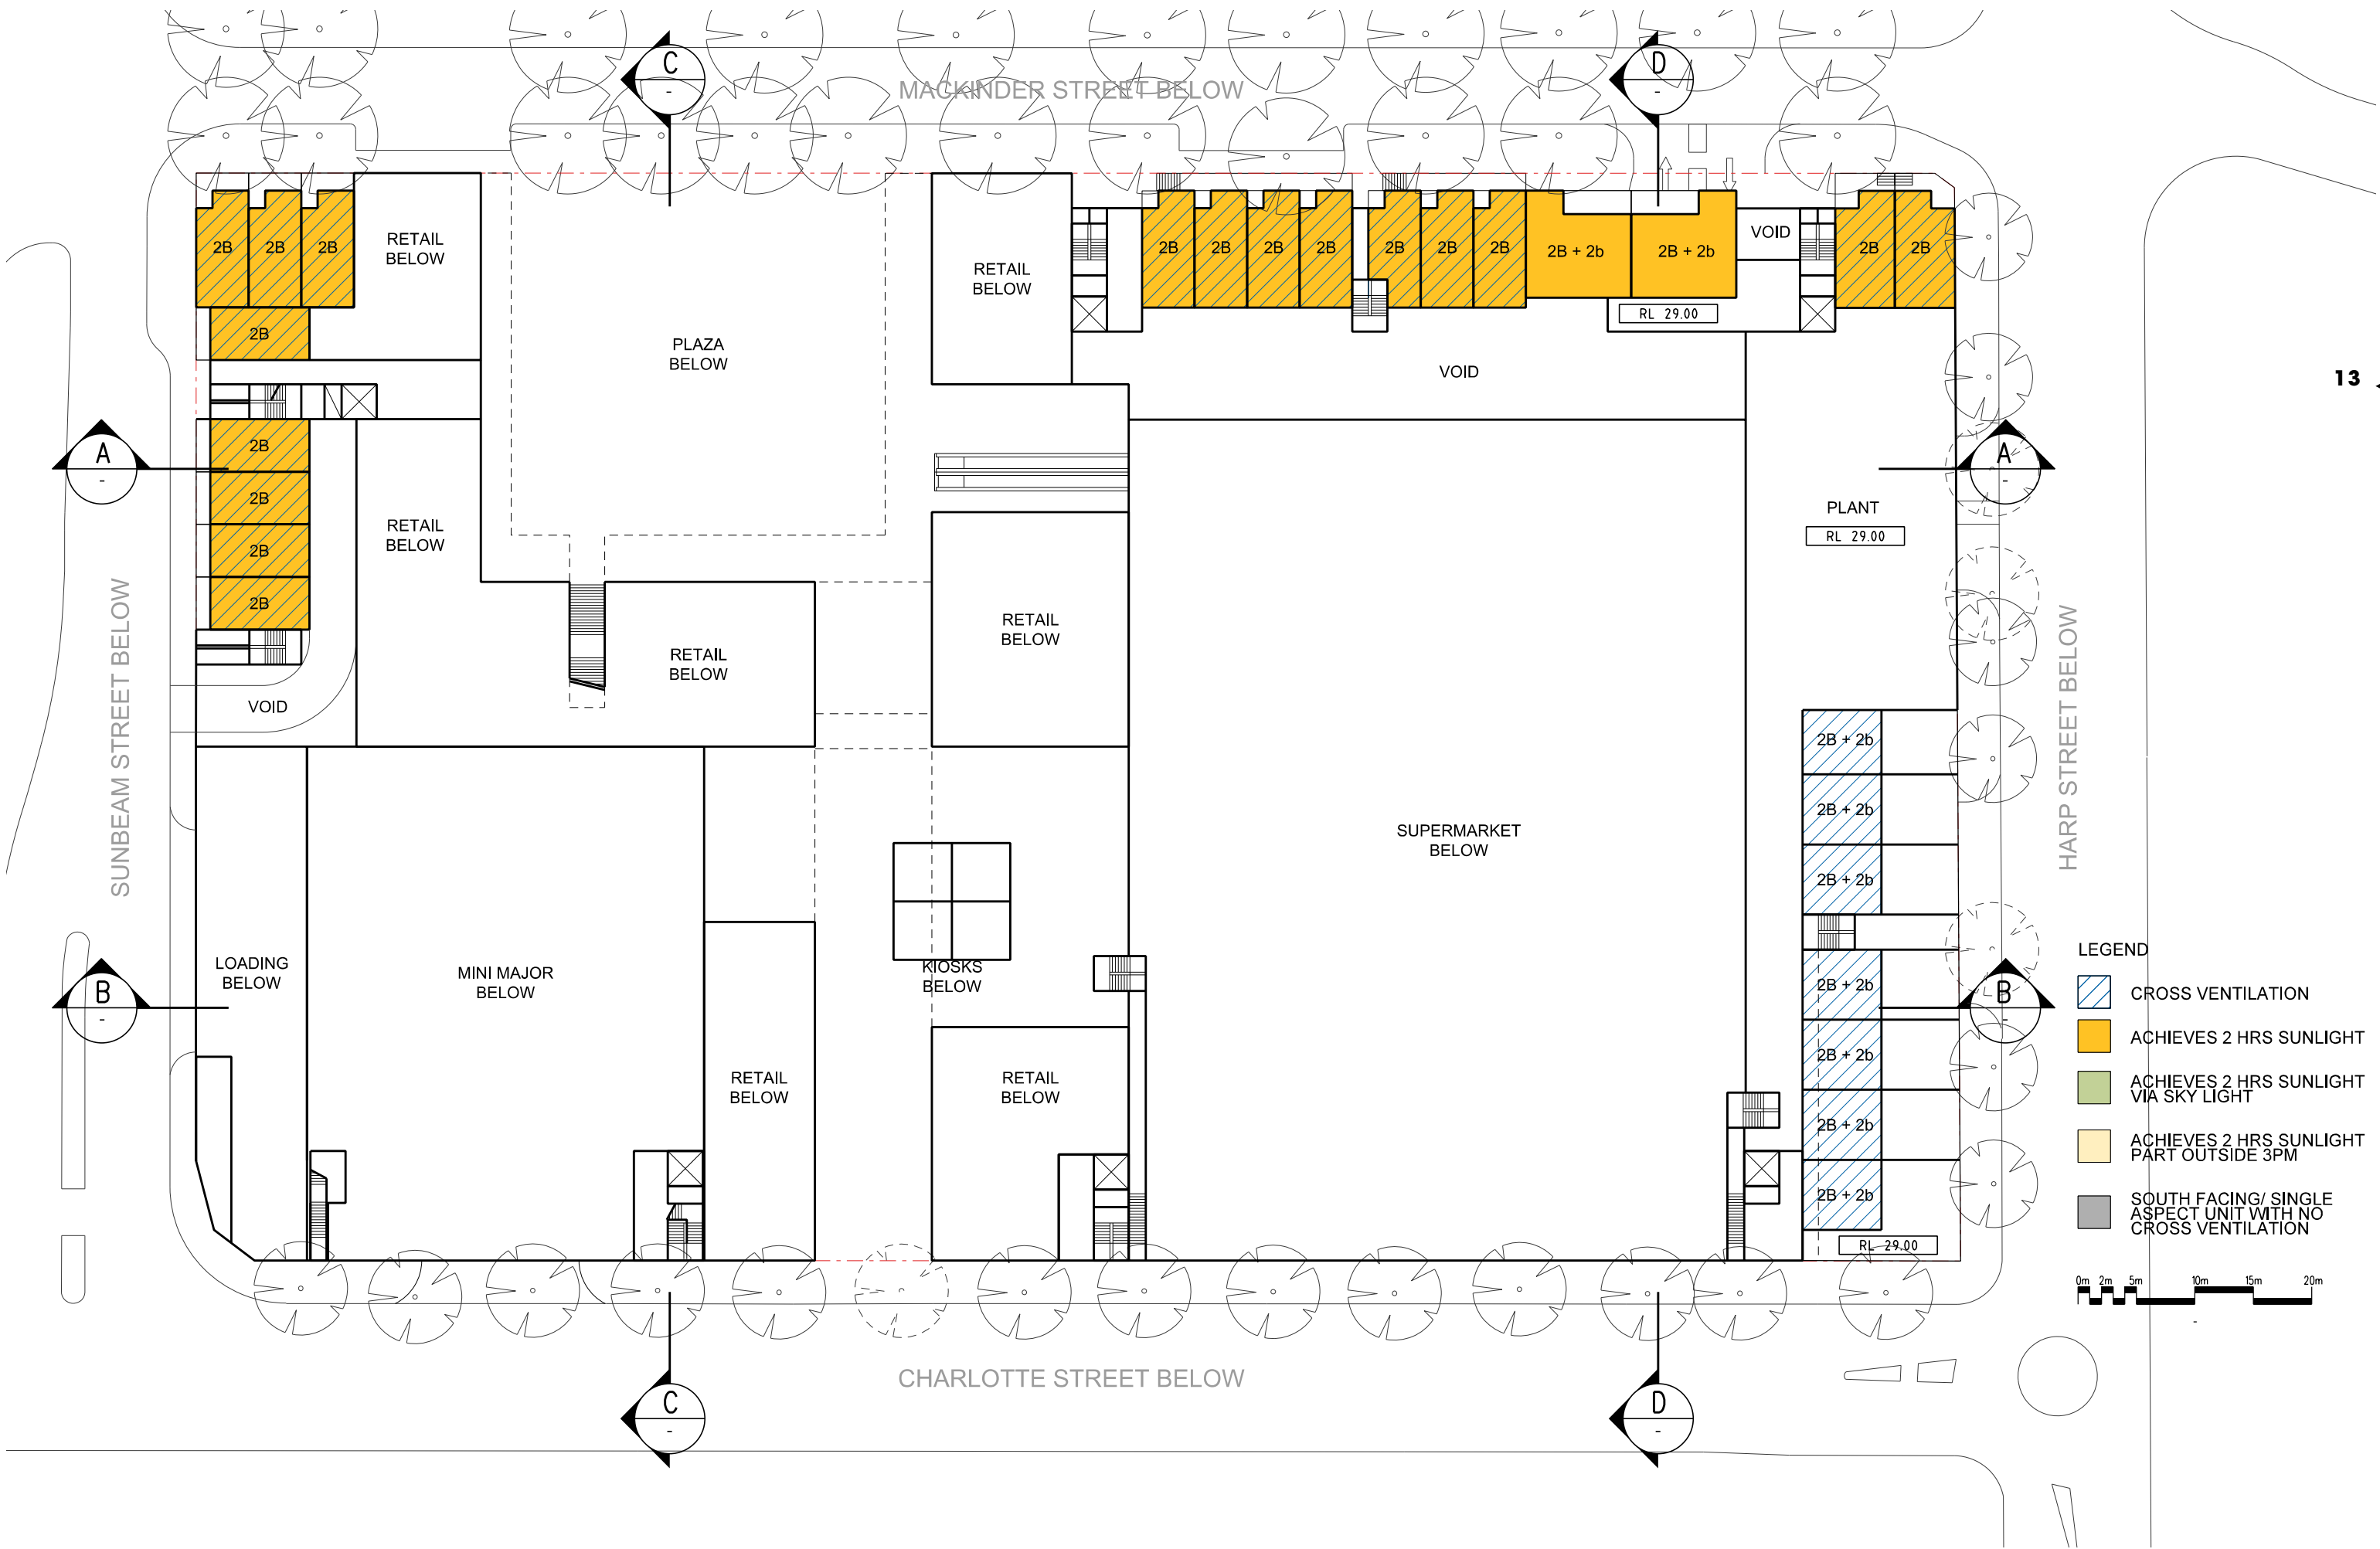 C
-
D
-
MACKINDER STREET BELOW
2B
2B
2B
RETAIL
BELOW
RETAIL
BELOW
2B
2B
2B
2B
2B
2B
2B
2B + 2b
2B + 2b
VOID
2B
2B
RL 29.00
2B
PLAZA
BELOW
VOID
13
A
-
2B
2B
2B
2B
RETAIL
BELOW
A
-
PLANT
RL 29.00
SUNBEAM STREET BELOW
HARP STREET BELOW
RETAIL
BELOW
RETAIL
BELOW
VOID
2B + 2b
2B + 2b
2B + 2b
SUPERMARKET
BELOW
LOADING
BELOW
MINI MAJOR
BELOW
KIOSKS
BELOW
B
-
2B + 2b
2B + 2b
2B + 2b
2B + 2b
B
-
RETAIL
BELOW
RETAIL
BELOW
RL 29.00
LEGEND
CROSS VENTILATION
ACHIEVES 2 HRS SUNLIGHT
ACHIEVES 2 HRS SUNLIGHT
VIA SKY LIGHT
ACHIEVES 2 HRS SUNLIGHT
PART OUTSIDE 3PM
SOUTH FACING/ SINGLE
ASPECT UNIT WITH NO
CROSS VENTILATION
0m 2m 5m 10m 15m 20m
-
CHARLOTTE STREET BELOW
C
-
D
-